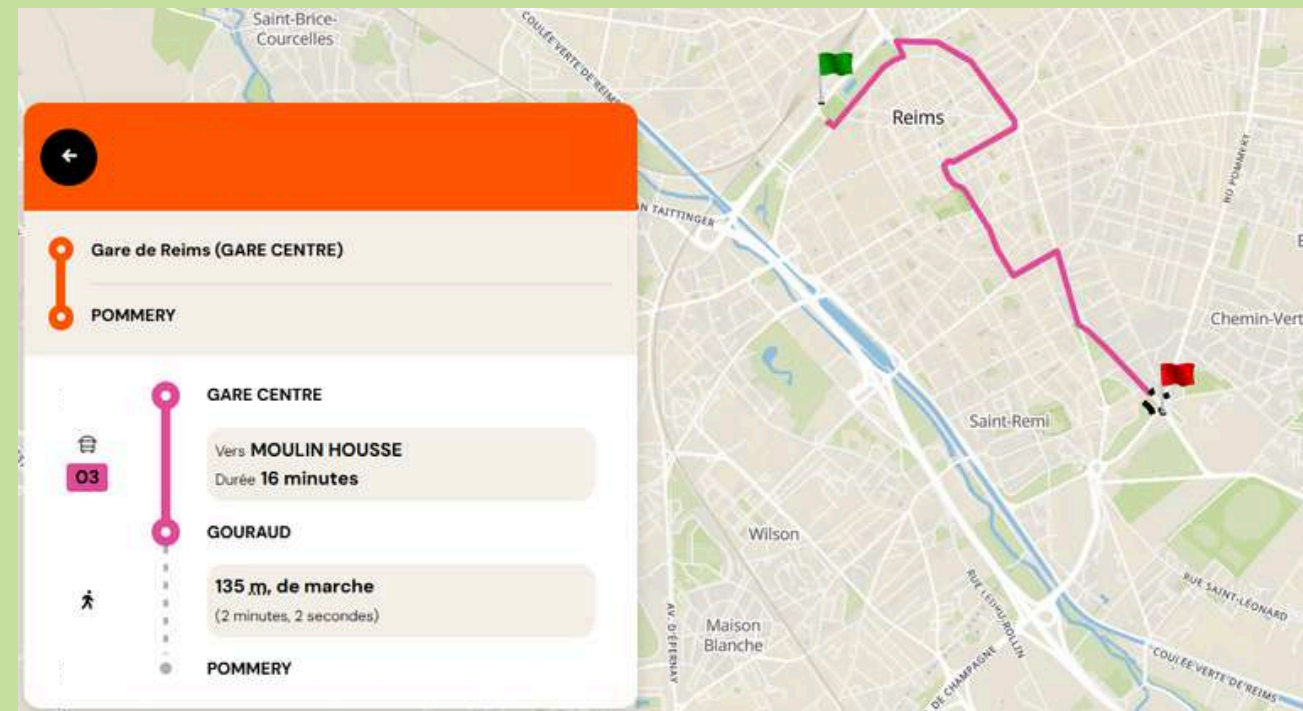 Gare de Reims (GARE CENTRE)
POMMERY
GARE CENTRE
Vers MOULIN HOUSSE
Durée 16 minutes
03
GOURAUD
135 m, de marche
(2 minutes, 2 secondes)
POMMERY
Saint-Brice-
Courcelles
COULÉE VERTE DE REIMS
Reims
N TAITTINGER
RD POMMERY
Chemin-Vert
Saint-Remi
Wilson
Maison
Blanche
AV. D'ÉPERNAY
RUE LEDRU-ROLLIN
DE CHAMPAGNE
RUE SAINT-LÉONARD
COULÉE VERTE DE REIMS